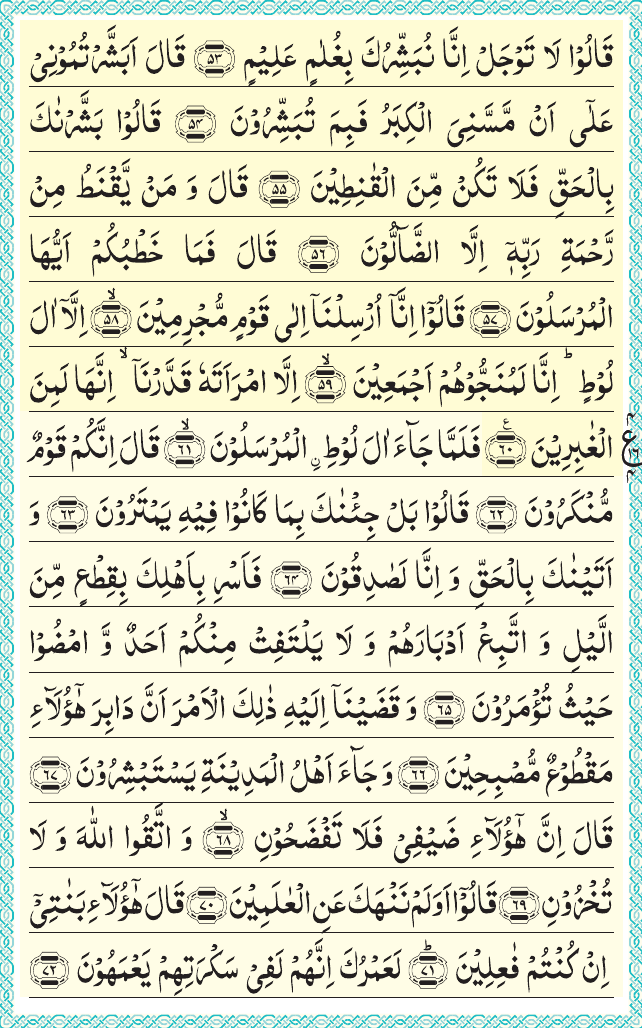 قَالُوْا لَا تَوْجَلْ اِنَّا نُبَشِّرُكَ بِغُلٰمٍ عَلِيْمٍ ۝۵۳ قَالَ اَبَشَّرْتُمُوْنِیْ
عَلٰۤی اَنْ مَّسَّنِیَ الْكِبَرُ فَبِمَ تُبَشِّرُوْنَ ۝۵۴ قَالُوْا بَشَّرْنٰكَ
بِالْحَقِّ فَلَا تَكُنْ مِّنَ الْقٰنِطِيْنَ ۝۵۵ قَالَ وَ مَنْ يَّقْنَطُ مِنْ
رَّحْمَةِ رَبِّهٖۤ اِلَّا الضَّآلُّوْنَ ۝۵۶ قَالَ فَمَا خَطْبُكُمْ اَيُّهَا
الْمُرْسَلُوْنَ ۝۵۷ قَالُوْۤا اِنَّاۤ اُرْسِلْنَاۤ اِلٰی قَوْمٍ مُّجْرِمِيْنَ ۙ۝۵۸ اِلَّاۤ اٰلَ
لُوْطٍ ؕ اِنَّا لَمُنَجُّوْهُمْ اَجْمَعِيْنَ ۙ۝۵۹ اِلَّا امْرَاَتَهٗ قَدَّرْنَاۤ ۙ اِنَّهَا لَمِنَ
الْغٰبِرِيْنَ ۝۶۰ ع فَلَمَّا جَآءَ اٰلَ لُوْطِ ۟ۨ الْمُرْسَلُوْنَ ۙ۝۶۱ قَالَ اِنَّكُمْ قَوْمٌ
ع ۱۶ ۴
مُّنْكَرُوْنَ ۝۶۲ قَالُوْا بَلْ جِئْنٰكَ بِمَا كَانُوْا فِيْهِ يَمْتَرُوْنَ ۝۶۳ وَ
اَتَيْنٰكَ بِالْحَقِّ وَ اِنَّا لَصٰدِقُوْنَ ۝۶۴ فَاَسْرِ بِاَهْلِكَ بِقِطْعٍ مِّنَ
الَّيْلِ وَ اتَّبِعْ اَدْبَارَهُمْ وَ لَا يَلْتَفِتْ مِنْكُمْ اَحَدٌ وَّ امْضُوْا
حَيْثُ تُؤْمَرُوْنَ ۝۶۵ وَ قَضَيْنَاۤ اِلَيْهِ ذٰلِكَ الْاَمْرَ اَنَّ دَابِرَ هٰۤؤُلَآءِ
مَقْطُوْعٌ مُّصْبِحِيْنَ ۝۶۶ وَ جَآءَ اَهْلُ الْمَدِيْنَةِ يَسْتَبْشِرُوْنَ ۝۶۷
قَالَ اِنَّ هٰۤؤُلَآءِ ضَيْفِیْ فَلَا تَفْضَحُوْنِ ۙ۝۶۸ وَ اتَّقُوا اللّٰهَ وَ لَا
تُخْزُوْنِ ۝۶۹ قَالُوْۤا اَوَلَمْ نَنْهَكَ عَنِ الْعٰلَمِيْنَ ۝۷۰ قَالَ هٰۤؤُلَآءِ بَنٰتِیْۤ
اِنْ كُنْتُمْ فٰعِلِيْنَ ؕ۝۷۱ لَعَمْرُكَ اِنَّهُمْ لَفِیْ سَكْرَتِهِمْ يَعْمَهُوْنَ ۝۷۲